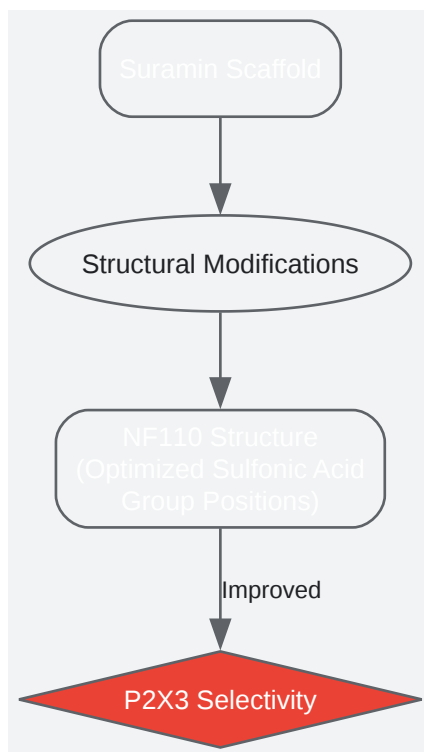 Suramin Scaffold
Structural Modifications
NF110 Structure
(Optimized Sulfonic Acid
Group Positions)
Improved
P2X3 Selectivity